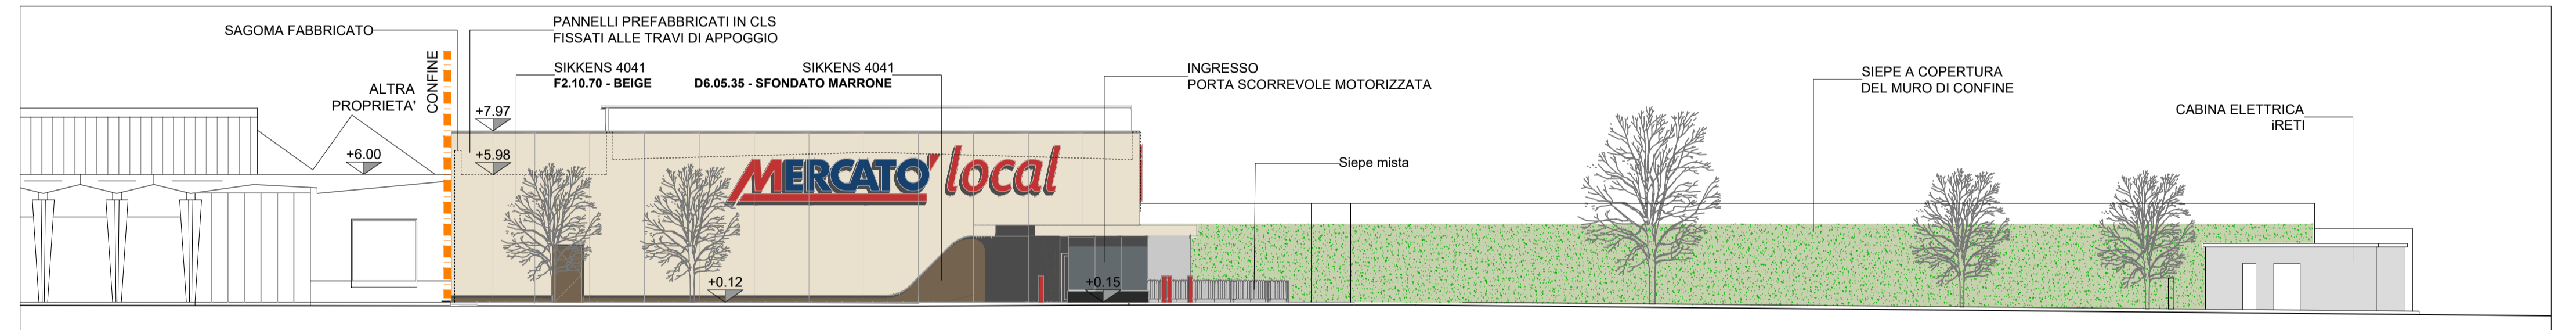 SAGOMA FABBRICATO
PANNELLI PREFABBRICATI IN CLS
FISSATI ALLE TRAVI DI APPOGGIO
CONFINE
ALTRA
PROPRIETA'
SIKKENS 4041
F2.10.70 - BEIGE
SIKKENS 4041
D6.05.35 - SFONDATO MARRONE
INGRESSO
PORTA SCORREVOLE MOTORIZZATA
SIEPE A COPERTURA
DEL MURO DI CONFINE
CABINA ELETTRICA
iRETI
+7.97
+6.00
+5.98
Siepe mista
MERCATO' local
+0.12
+0.15